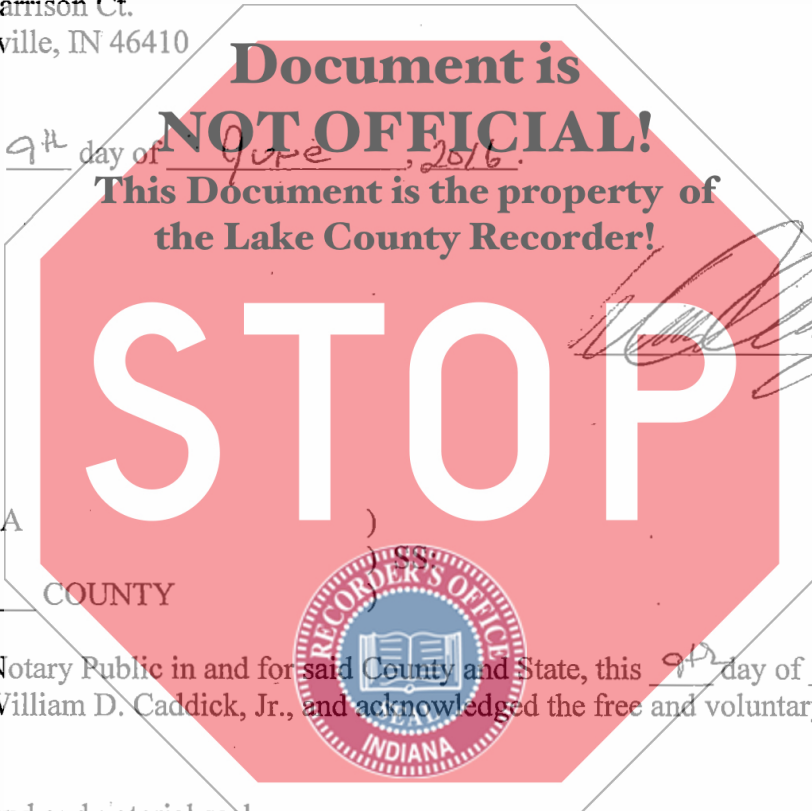 arrison Ct.
ville, IN 46410
Document is
NOT OFFICIAL!
9th day of June, 2016.
This Document is the property of
the Lake County Recorder!
STOP
A )
) SS:
COUNTY )
RECORDER'S OFFICE
SEAL
INDIANA
Notary Public in and for said County and State, this 9th day of
William D. Caddick, Jr., and acknowledged the free and voluntary